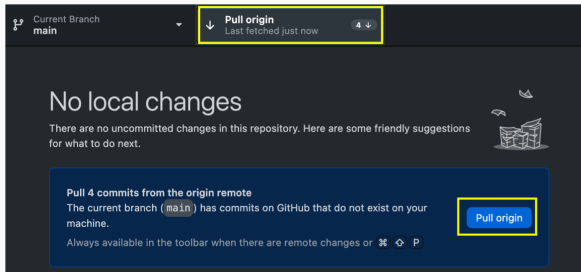 Current Branch
main
Pull origin
Last fetched just now
4 ↓
No local changes
There are no uncommitted changes in this repository. Here are some friendly suggestions
for what to do next.
Pull 4 commits from the origin remote
The current branch (main) has commits on GitHub that do not exist on your
machine.
Always available in the toolbar when there are remote changes or ⌘ ⇧ P
Pull origin